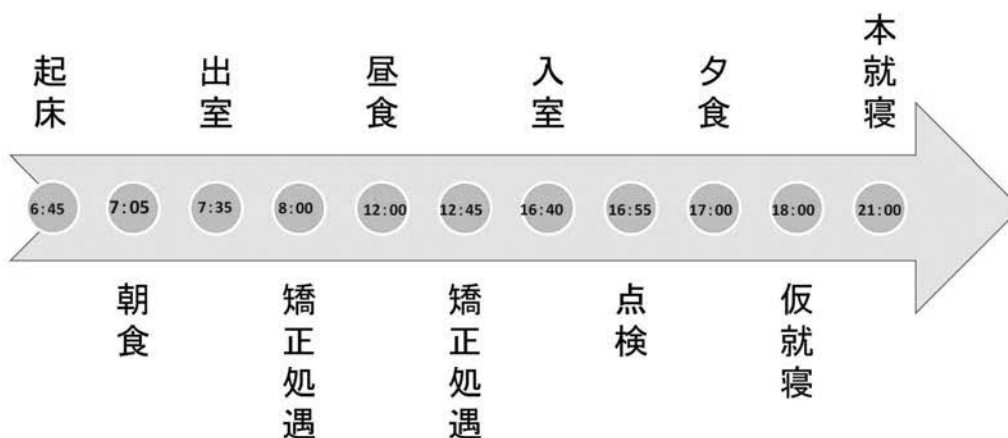 起床
出室
昼食
入室
夕食
本就寝
6:45
7:05
7:35
8:00
12:00
12:45
16:40
16:55
17:00
18:00
21:00
朝食
矯正処遇
矯正処遇
点検
仮就寝